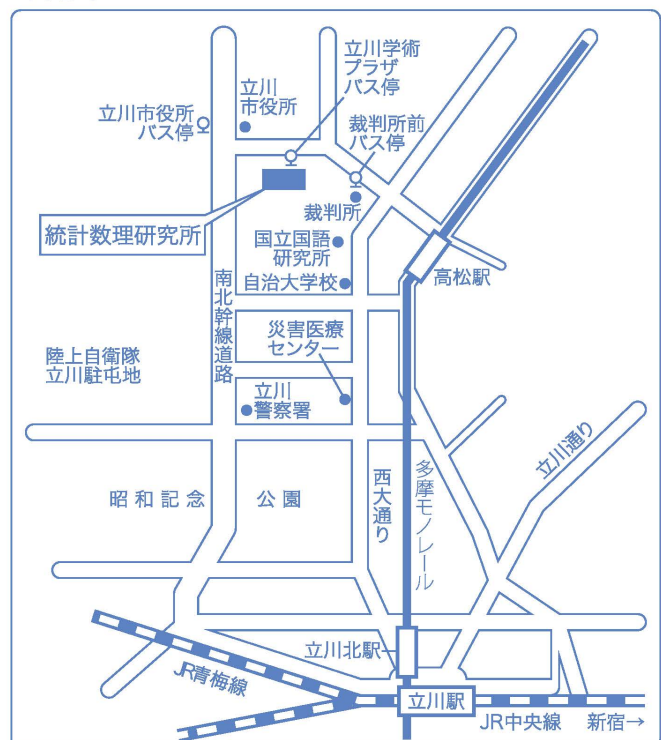 立川学術
プラザ
バス停
立川
市役所
立川市役所
バス停
裁判所前
バス停
裁判所
統計数理研究所
国立国語
研究所
高松駅
自治大学校
南北幹線道路
災害医療
センター
陸上自衛隊
立川駐屯地
立川
警察署
立川通り
昭和記念 公園
西大通り
多摩モノレール
立川北駅
JR青梅線
立川駅
JR中央線 新宿→